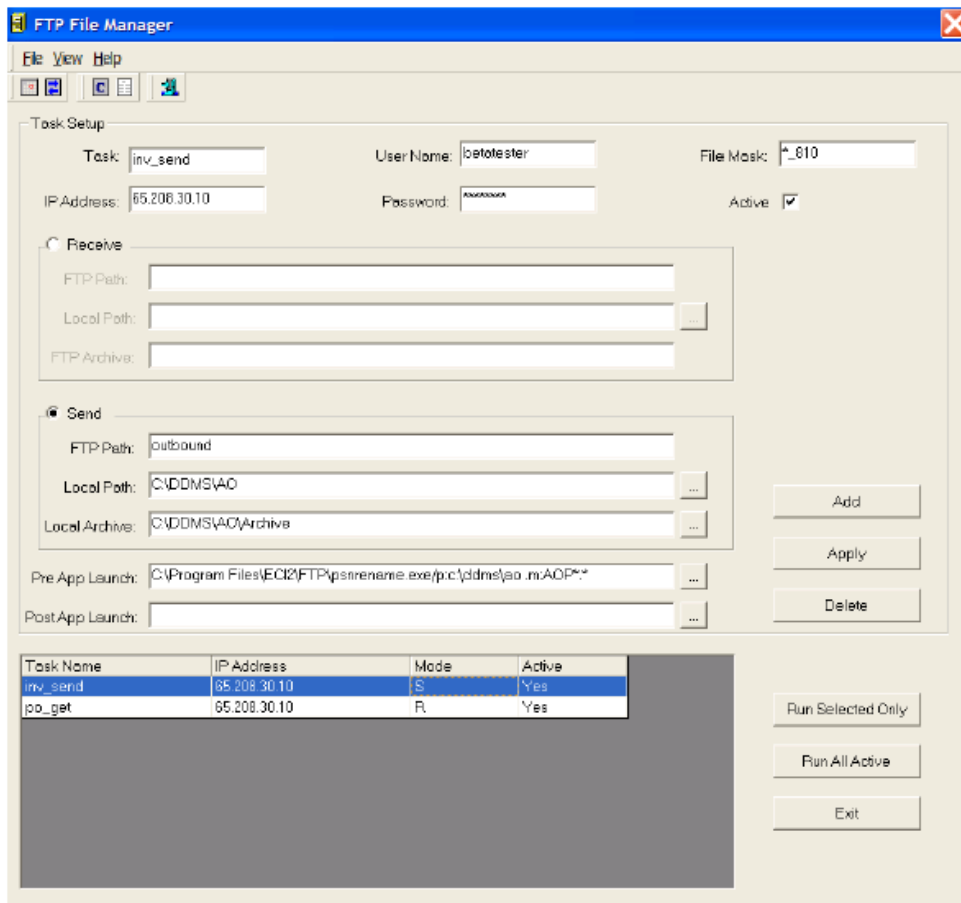 FTP File Manager
File View Help
Task Setup
Task: inv_send User Name: betatester File Mask: *_810
IP Address: 65.208.30.10 Password: ******** Active
Receive
FTP Path:
Local Path:
...
FTP Archive:
Send
FTP Path: outbound
Local Path: C:\DDMS\AO ...
Local Archive: C:\DDMS\AO\Archive ...
Add
Pre App Launch: C:\Program Files\ECI2\FTP\psnrename.exe/p:c:\ddms\ao .m:AOP*.* ...
Apply
Post App Launch: ...
Delete
Task Name IP Address Mode Active
inv_send 65.208.30.10 S Yes
po_get 65.208.30.10 R Yes
Run Selected Only
Run All Active
Exit